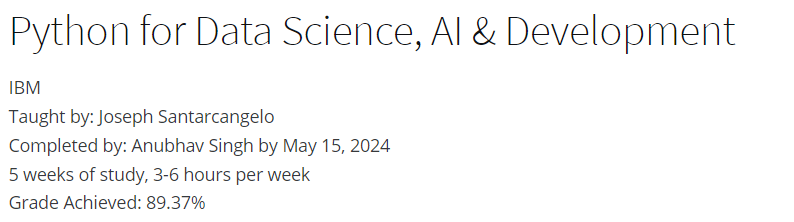 Python for Data Science, AI & Development
IBM
Taught by: Joseph Santarcangelo
Completed by: Anubhav Singh by May 15, 2024
5 weeks of study, 3-6 hours per week
Grade Achieved: 89.37%